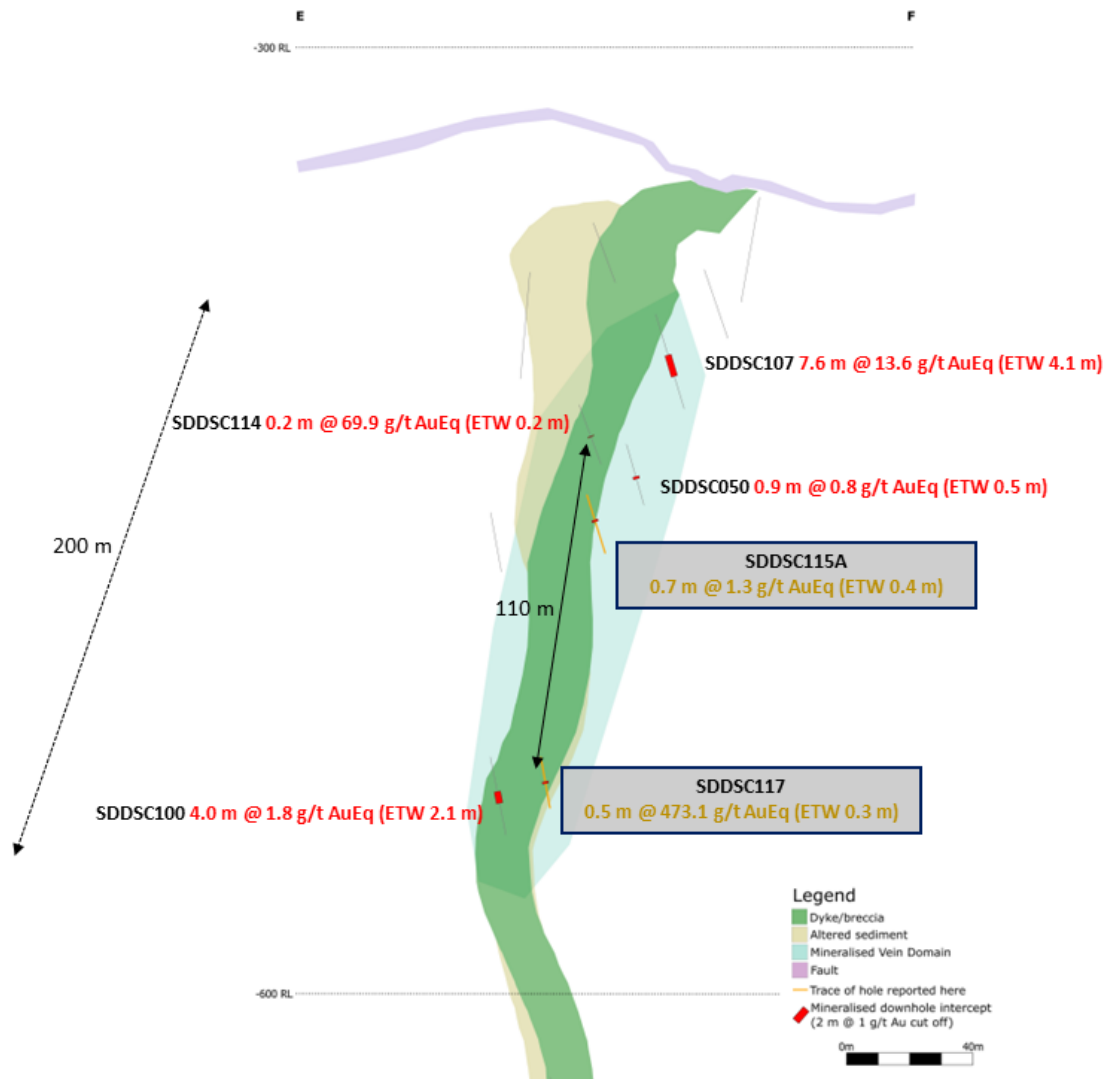 E
F
-300 RL
SDDSC107 7.6 m @ 13.6 g/t AuEq (ETW 4.1 m)
SDDSC114 0.2 m @ 69.9 g/t AuEq (ETW 0.2 m)
SDDSC050 0.9 m @ 0.8 g/t AuEq (ETW 0.5 m)
200 m
SDDSC115A
0.7 m @ 1.3 g/t AuEq (ETW 0.4 m)
110 m
SDDSC117
0.5 m @ 473.1 g/t AuEq (ETW 0.3 m)
SDDSC100 4.0 m @ 1.8 g/t AuEq (ETW 2.1 m)
Legend
Dyke/breccia
Altered sediment
Mineralised Vein Domain
Fault
Trace of hole reported here
Mineralised downhole intercept
(2 m @ 1 g/t Au cut off)
-600 RL
0m
40m